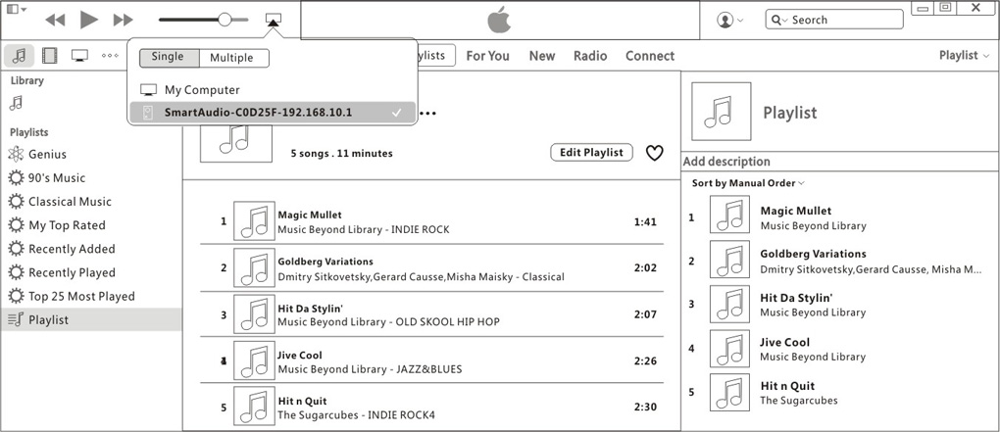 Search
Single
Multiple
ylists
For You
New
Radio
Connect
Playlist
My Computer
SmartAudio-C0D25F-192.168.10.1
Library
Playlists
Genius
90's Music
Classical Music
My Top Rated
Recently Added
Recently Played
Top 25 Most Played
Playlist
5 songs . 11 minutes
Edit Playlist
1
Magic Mullet
Music Beyond Library - INDIE ROCK
1:41
2
Goldberg Variations
Dmitry Sitkovetsky,Gerard Causse,Misha Maisky - Classical
2:02
3
Hit Da Stylin'
Music Beyond Library - OLD SKOOL HIP HOP
2:07
4
Jive Cool
Music Beyond Library - JAZZ&BLUES
2:26
5
Hit n Quit
The Sugarcubes - INDIE ROCK4
2:30
Playlist
Add description
Sort by Manual Order
1
Magic Mullet
Music Beyond Library
2
Goldberg Variations
Dmitry Sitkovetsky,Gerard Causse, Misha M...
3
Hit Da Stylin'
Music Beyond Library
4
Jive Cool
Music Beyond Library
5
Hit n Quit
The Sugarcubes